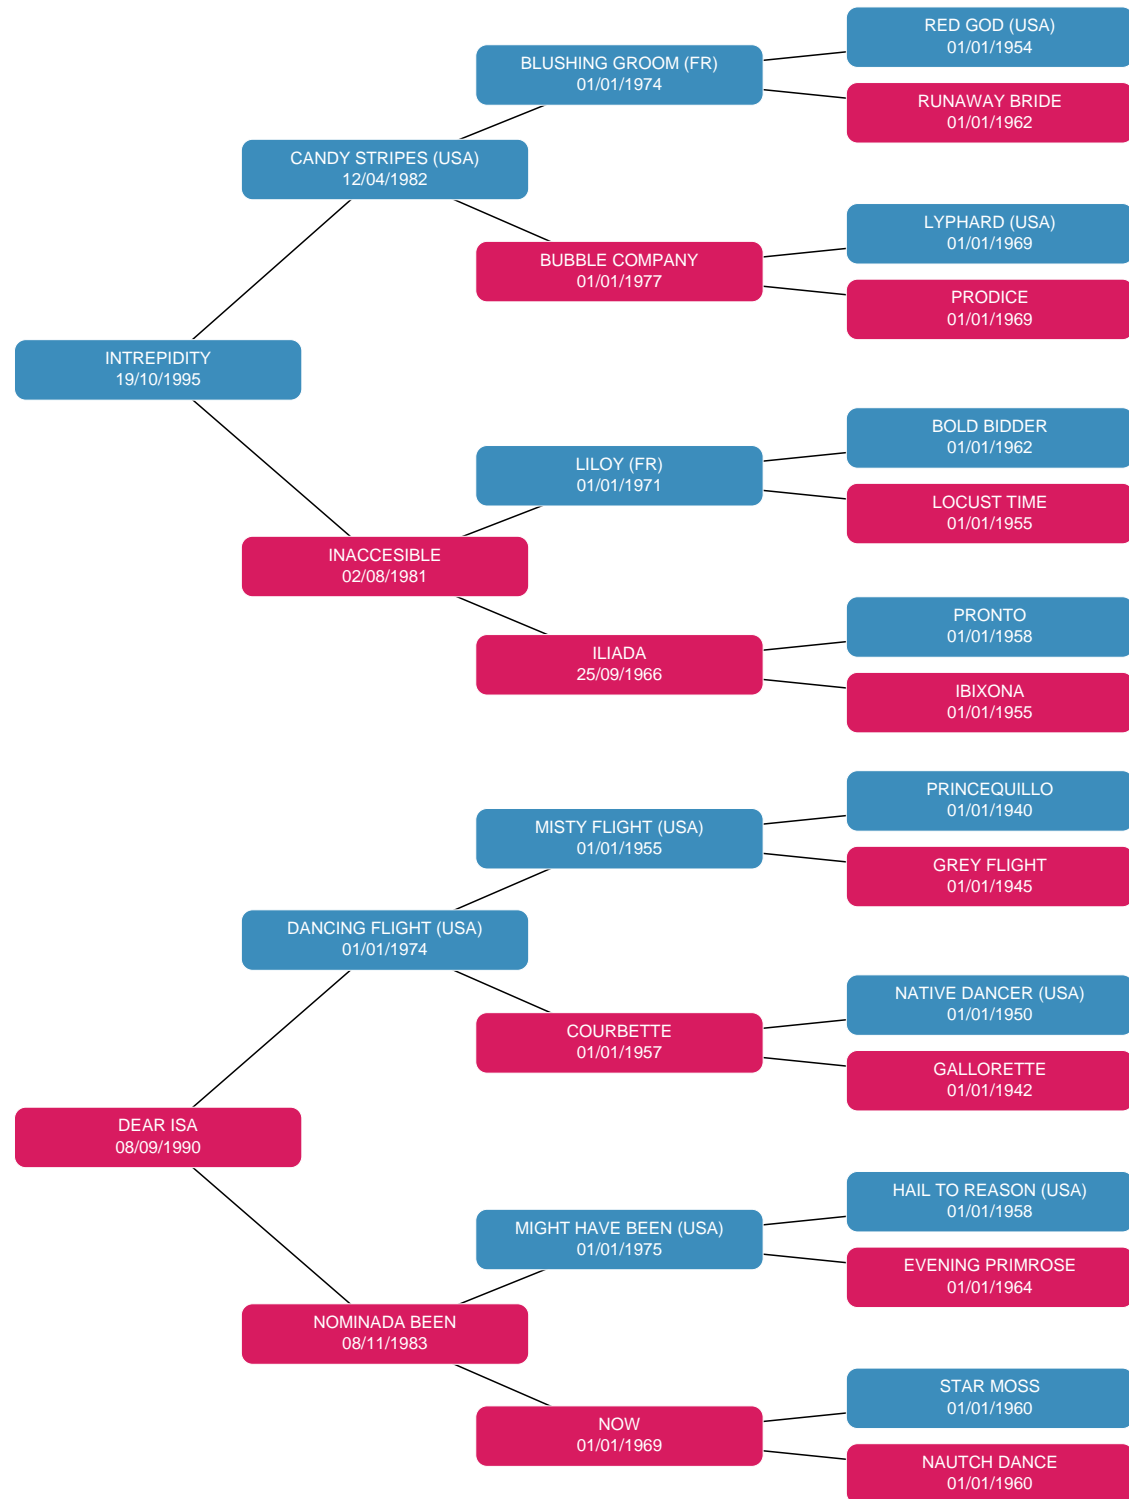 RED GOD (USA)
01/01/1954
BLUSHING GROOM (FR)
01/01/1974
RUNAWAY BRIDE
01/01/1962
CANDY STRIPES (USA)
12/04/1982
LYPHARD (USA)
01/01/1969
BUBBLE COMPANY
01/01/1977
PRODICE
01/01/1969
INTREPIDITY
19/10/1995
BOLD BIDDER
01/01/1962
LILOY (FR)
01/01/1971
LOCUST TIME
01/01/1955
INACCESIBLE
02/08/1981
PRONTO
01/01/1958
ILIADA
25/09/1966
IBIXONA
01/01/1955
PRINCEQUILLO
01/01/1940
MISTY FLIGHT (USA)
01/01/1955
GREY FLIGHT
01/01/1945
DANCING FLIGHT (USA)
01/01/1974
NATIVE DANCER (USA)
01/01/1950
COURBETTE
01/01/1957
GALLORETTE
01/01/1942
DEAR ISA
08/09/1990
HAIL TO REASON (USA)
01/01/1958
MIGHT HAVE BEEN (USA)
01/01/1975
EVENING PRIMROSE
01/01/1964
NOMINADA BEEN
08/11/1983
STAR MOSS
01/01/1960
NOW
01/01/1969
NAUTCH DANCE
01/01/1960